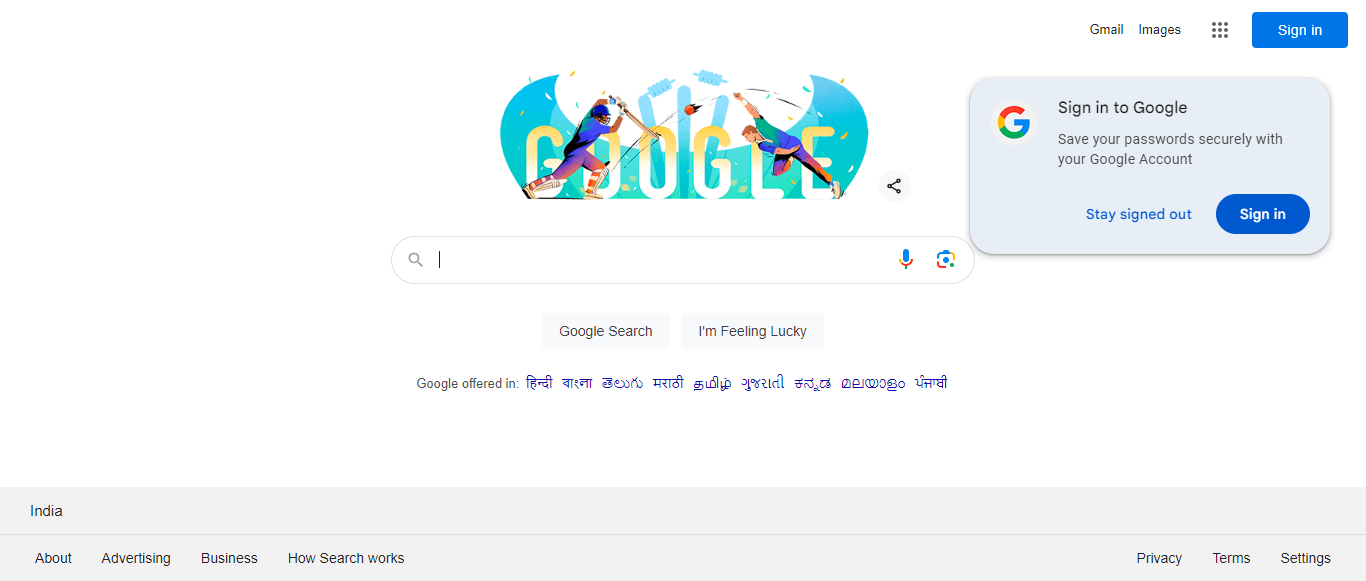 Gmail Images Sign in
GOOGLE
Sign in to Google
Save your passwords securely with
your Google Account
Stay signed out Sign in
Google Search I'm Feeling Lucky
Google offered in: हिन्दी বাংলা తెలుగు मराठी தமிழ் ગુજરાતી ಕನ್ನಡ മലയാളം ਪੰਜਾਬੀ
India
About Advertising Business How Search works Privacy Terms Settings